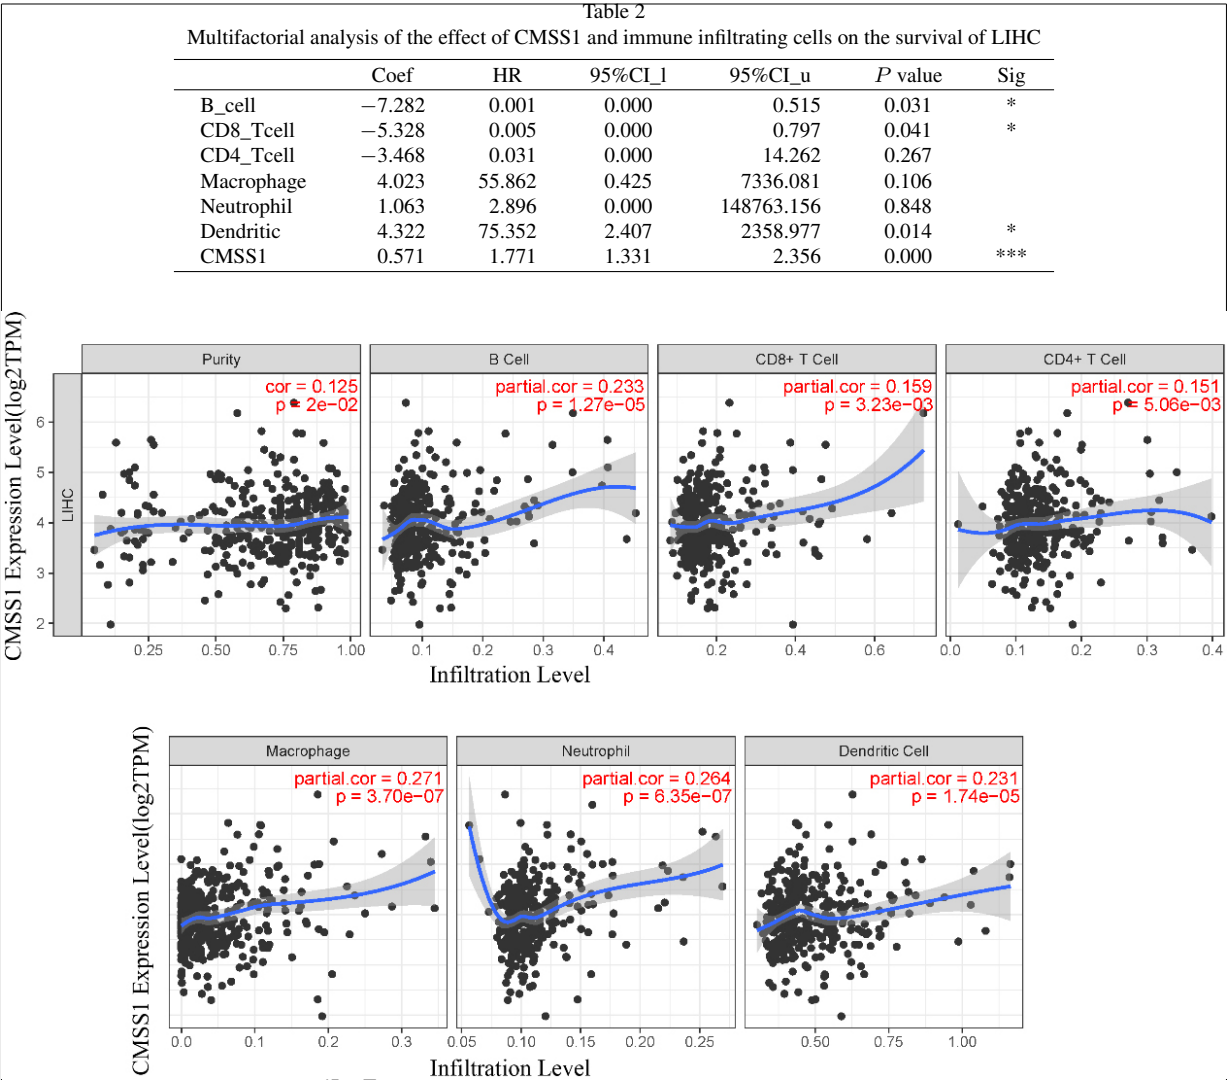 Table 2
Multifactorial analysis of the effect of CMSS1 and immune infiltrating cells on the survival of LIHC
Coef HR 95%CI_l 95%CI_u P value Sig
B_cell −7.282 0.001 0.000 0.515 0.031 *
CD8_Tcell −5.328 0.005 0.000 0.797 0.041 *
CD4_Tcell −3.468 0.031 0.000 14.262 0.267
Macrophage 4.023 55.862 0.425 7336.081 0.106
Neutrophil 1.063 2.896 0.000 148763.156 0.848
Dendritic 4.322 75.352 2.407 2358.977 0.014 *
CMSS1 0.571 1.771 1.331 2.356 0.000 ***
CMSS1 Expression Level(log2TPM)
LIHC
Purity B Cell CD8+ T Cell CD4+ T Cell
cor = 0.125 partial.cor = 0.233 partial.cor = 0.159 partial.cor = 0.151
p = 2e−02 p = 1.27e−05 p = 3.23e−03 p = 5.06e−03
6
5
4
3
2
0.25 0.50 0.75 1.00 0.1 0.2 0.3 0.4 0.2 0.4 0.6 0.0 0.1 0.2 0.3 0.4
Infiltration Level
CMSS1 Expression Level(log2TPM)
Macrophage Neutrophil Dendritic Cell
partial.cor = 0.271 partial.cor = 0.264 partial.cor = 0.231
p = 3.70e−07 p = 6.35e−07 p = 1.74e−05
0.0 0.1 0.2 0.3 0.05 0.10 0.15 0.20 0.25 0.50 0.75 1.00
Infiltration Level